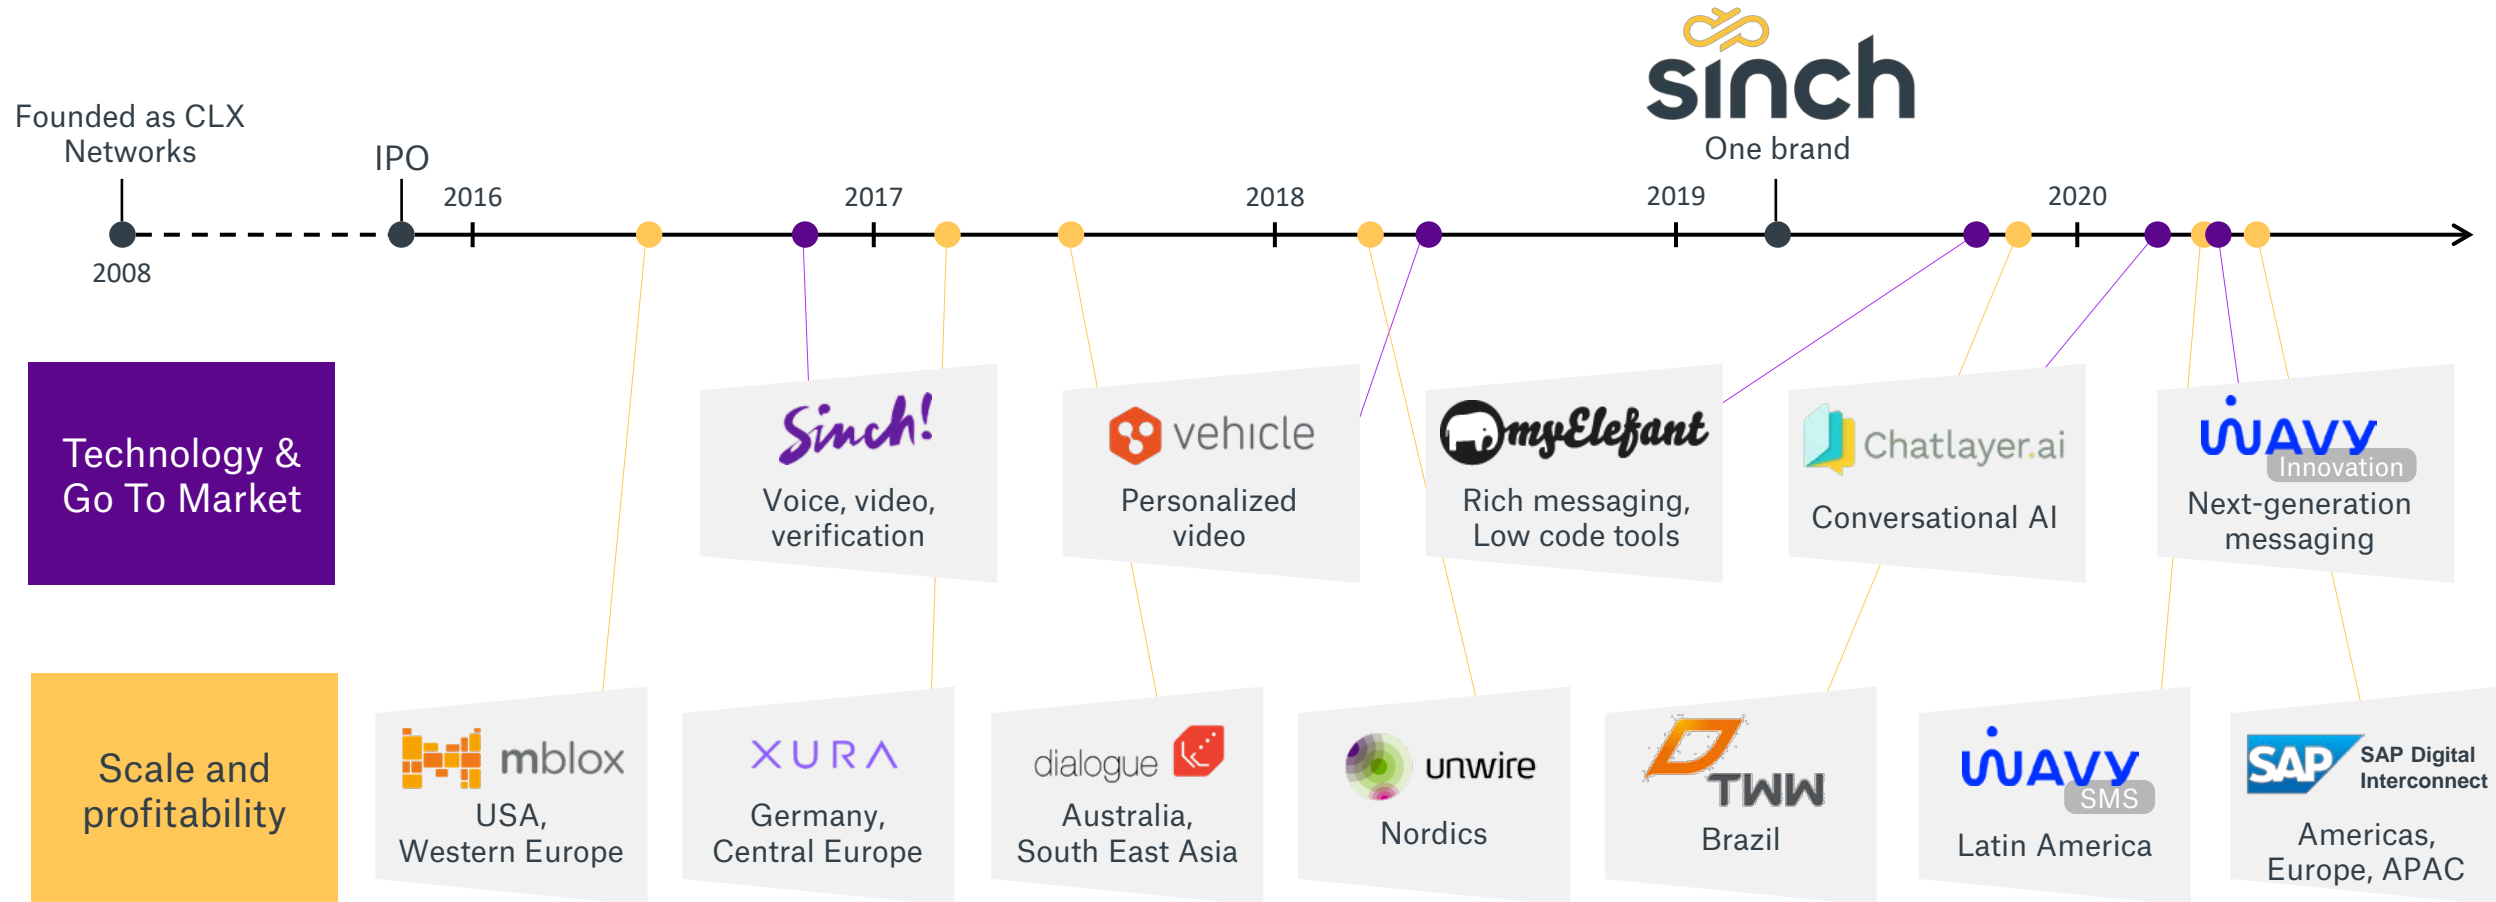 sinch
One brand
Founded as CLX
Networks
IPO
2016
2017
2018
2019
2020
2008
Technology &
Go To Market
Sinch!
Voice, video,
verification
vehicle
Personalized
video
myElefant
Rich messaging,
Low code tools
Chatlayer.ai
Conversational AI
WAVY
Innovation
Next-generation
messaging
Scale and
profitability
mblox
USA,
Western Europe
XURA
Germany,
Central Europe
dialogue
Australia,
South East Asia
unwire
Nordics
TWW
Brazil
WAVY
SMS
Latin America
SAP
SAP Digital
Interconnect
Americas,
Europe, APAC